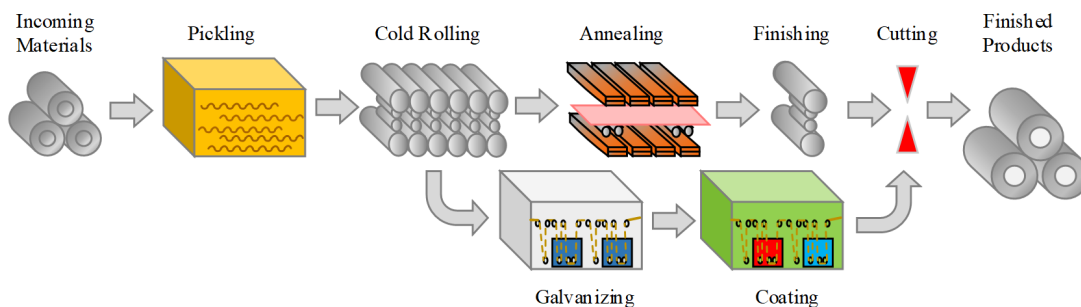 Incoming
Materials
Pickling
Cold Rolling
Annealing
Finishing
Cutting
Finished
Products
Galvanizing
Coating